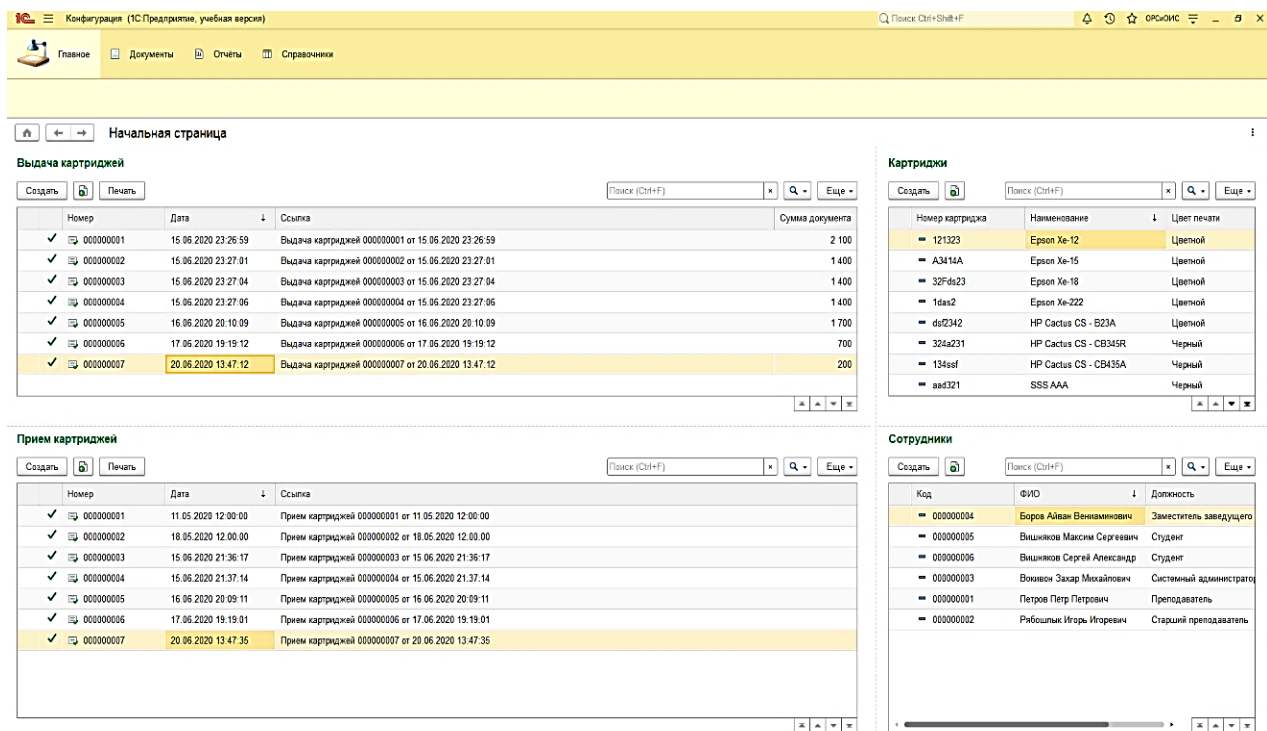 1С Конфигурация (1С:Предприятие, учебная версия) Поиск Ctrl+Shift+F ОРСиОИС
Главное Документы Отчёты Справочники
Начальная страница
Выдача картриджей
Создать Печать Поиск (Ctrl+F) × Еще
Номер Дата ↓ Ссылка Сумма документа
000000001 15.06.2020 23:26:59 Выдача картриджей 000000001 от 15.06.2020 23:26:59 2 100
000000002 15.06.2020 23:27:01 Выдача картриджей 000000002 от 15.06.2020 23:27:01 1 400
000000003 15.06.2020 23:27:04 Выдача картриджей 000000003 от 15.06.2020 23:27:04 1 400
000000004 15.06.2020 23:27:06 Выдача картриджей 000000004 от 15.06.2020 23:27:06 1 400
000000005 16.06.2020 20:10:09 Выдача картриджей 000000005 от 16.06.2020 20:10:09 1 700
000000006 17.06.2020 19:19:12 Выдача картриджей 000000006 от 17.06.2020 19:19:12 700
000000007 20.06.2020 13:47:12 Выдача картриджей 000000007 от 20.06.2020 13:47:12 200
Картриджи
Создать Поиск (Ctrl+F) × Еще
Номер картриджа Наименование ↓ Цвет печати
121323 Epson Xe-12 Цветной
A3414A Epson Xe-15 Цветной
32Fds23 Epson Xe-18 Цветной
1das2 Epson Xe-222 Цветной
dsf2342 HP Cactus CS - B23A Цветной
324a231 HP Cactus CS - CB345R Черный
134ssf HP Cactus CS - CB435A Черный
aad321 SSS AAA Черный
Прием картриджей
Создать Печать Поиск (Ctrl+F) × Еще
Номер Дата ↓ Ссылка
000000001 11.05.2020 12:00:00 Прием картриджей 000000001 от 11.05.2020 12:00:00
000000002 18.05.2020 12:00:00 Прием картриджей 000000002 от 18.05.2020 12:00:00
000000003 15.06.2020 21:36:17 Прием картриджей 000000003 от 15.06.2020 21:36:17
000000004 15.06.2020 21:37:14 Прием картриджей 000000004 от 15.06.2020 21:37:14
000000005 16.06.2020 20:09:11 Прием картриджей 000000005 от 16.06.2020 20:09:11
000000006 17.06.2020 19:19:01 Прием картриджей 000000006 от 17.06.2020 19:19:01
000000007 20.06.2020 13:47:35 Прием картриджей 000000007 от 20.06.2020 13:47:35
Сотрудники
Создать Поиск (Ctrl+F) × Еще
Код ФИО ↓ Должность
000000004 Боров Айван Вениаминович Заместитель заведущего
000000005 Вишняков Максим Сергеевич Студент
000000006 Вишняков Сергей Александр Студент
000000003 Вокивон Захар Михайлович Системный администратор
000000001 Петров Пётр Петрович Преподаватель
000000002 Рябошлык Игорь Игоревич Старший преподаватель